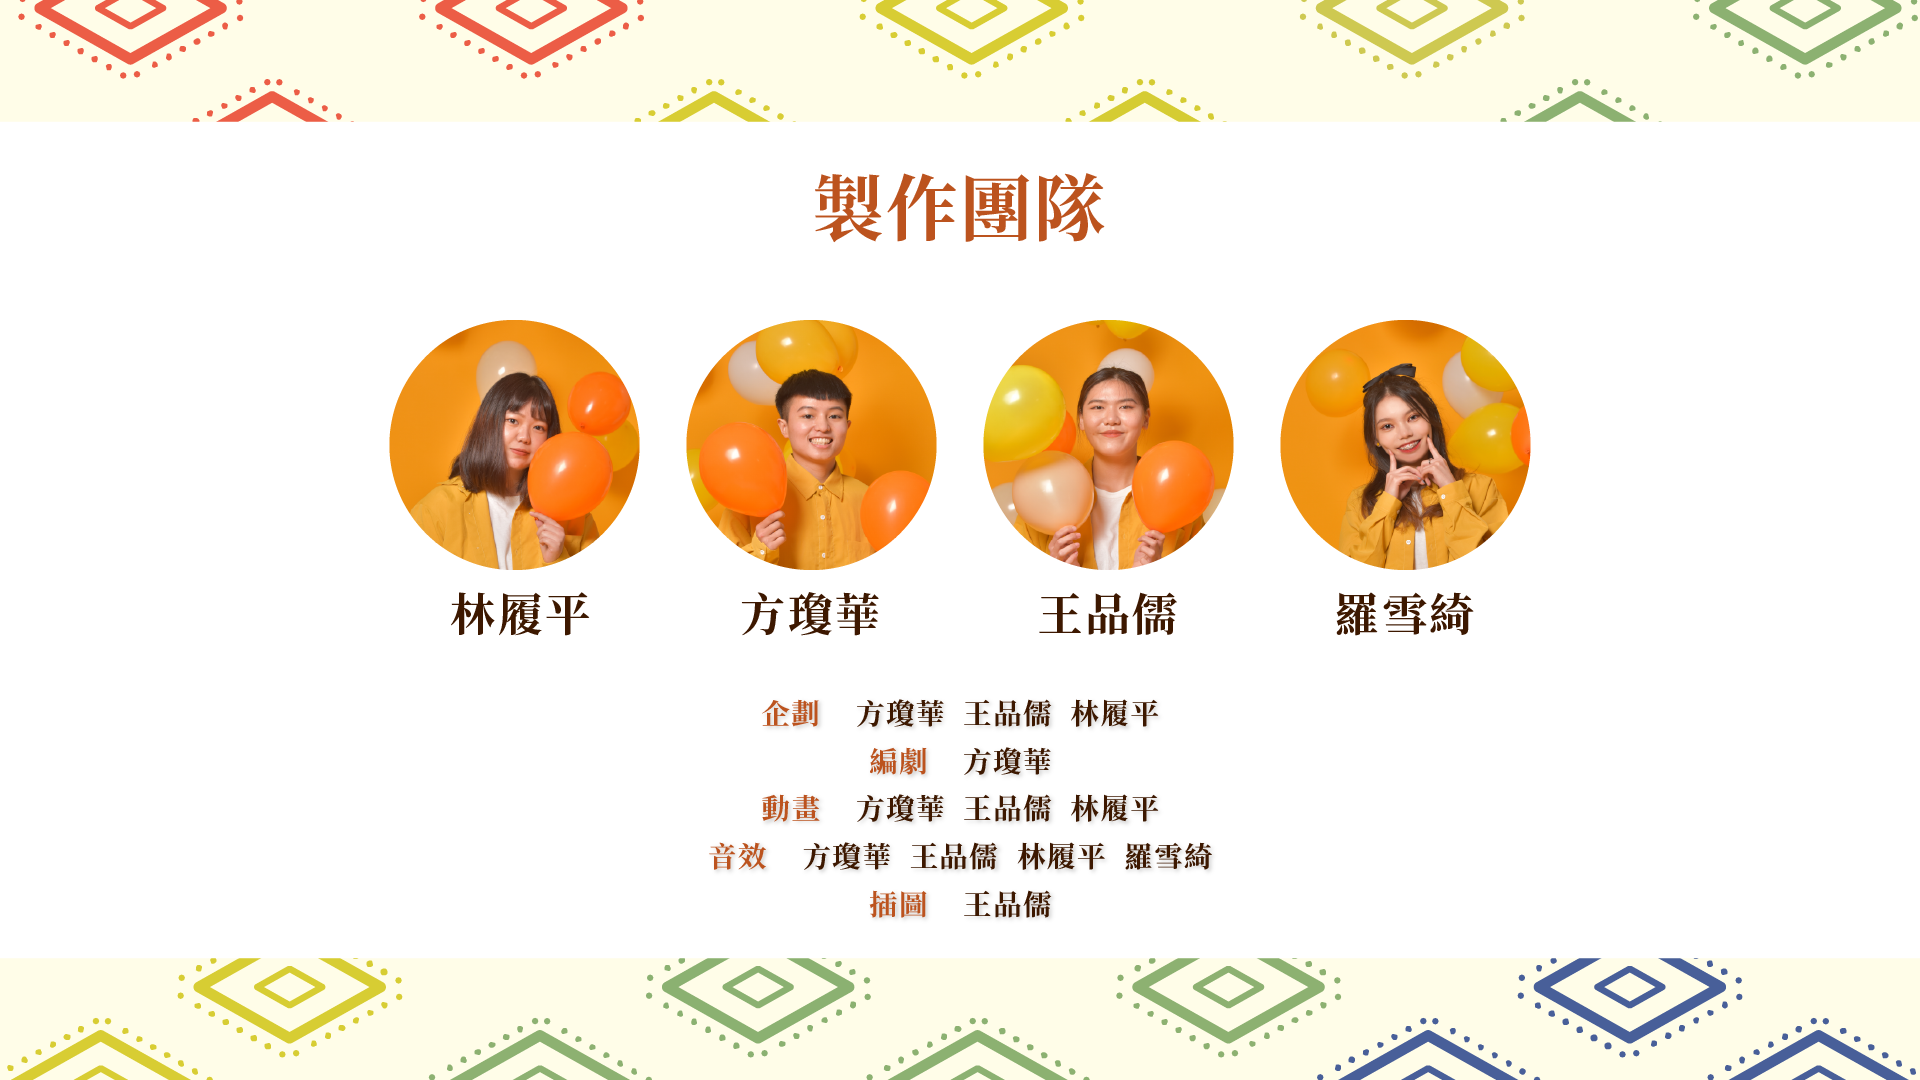 製作團隊
林履平 方瓊華 王品儒 羅雪綺
企劃 方瓊華 王品儒 林履平
編劇 方瓊華
動畫 方瓊華 王品儒 林履平
音效 方瓊華 王品儒 林履平 羅雪綺
插圖 王品儒